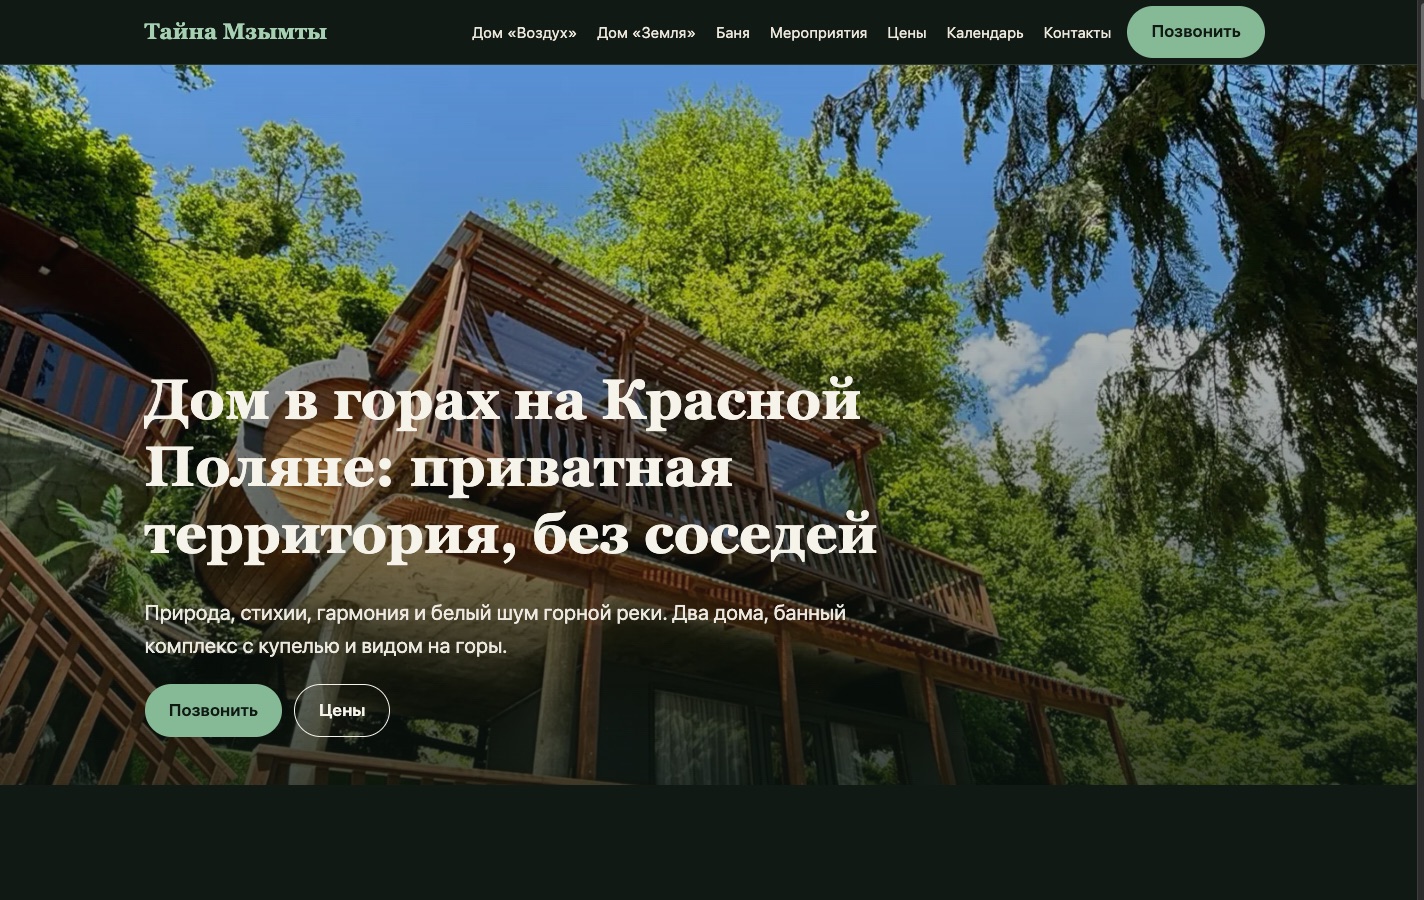 Тайна Мзымты
Дом «Воздух» Дом «Земля» Баня Мероприятия Цены Календарь Контакты Позвонить
Дом в горах на Красной
Поляне: приватная
территория, без соседей
Природа, стихии, гармония и белый шум горной реки. Два дома, банный
комплекс с купелью и видом на горы.
Позвонить Цены